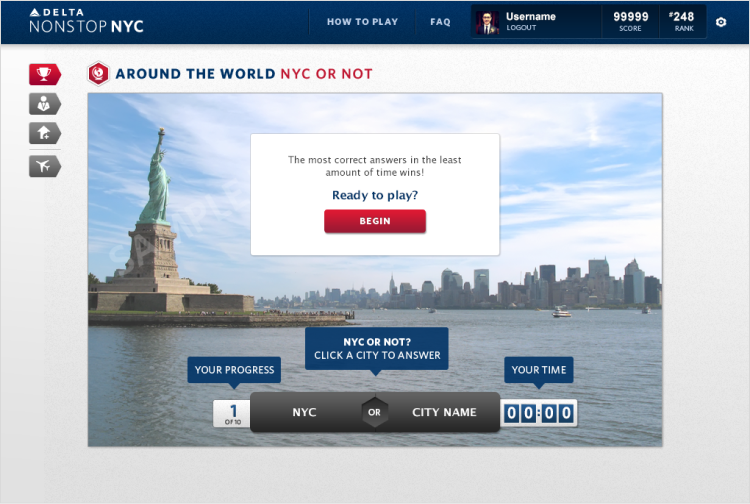 DELTA
NONSTOP NYC
HOW TO PLAY
FAQ
Username
LOGOUT
99999
SCORE
#248
RANK
AROUND THE WORLD NYC OR NOT
The most correct answers in the least
amount of time wins!
Ready to play?
BEGIN
SAMPLE
NYC OR NOT?
CLICK A CITY TO ANSWER
YOUR PROGRESS
YOUR TIME
1
OF 10
NYC
OR
CITY NAME
00:00